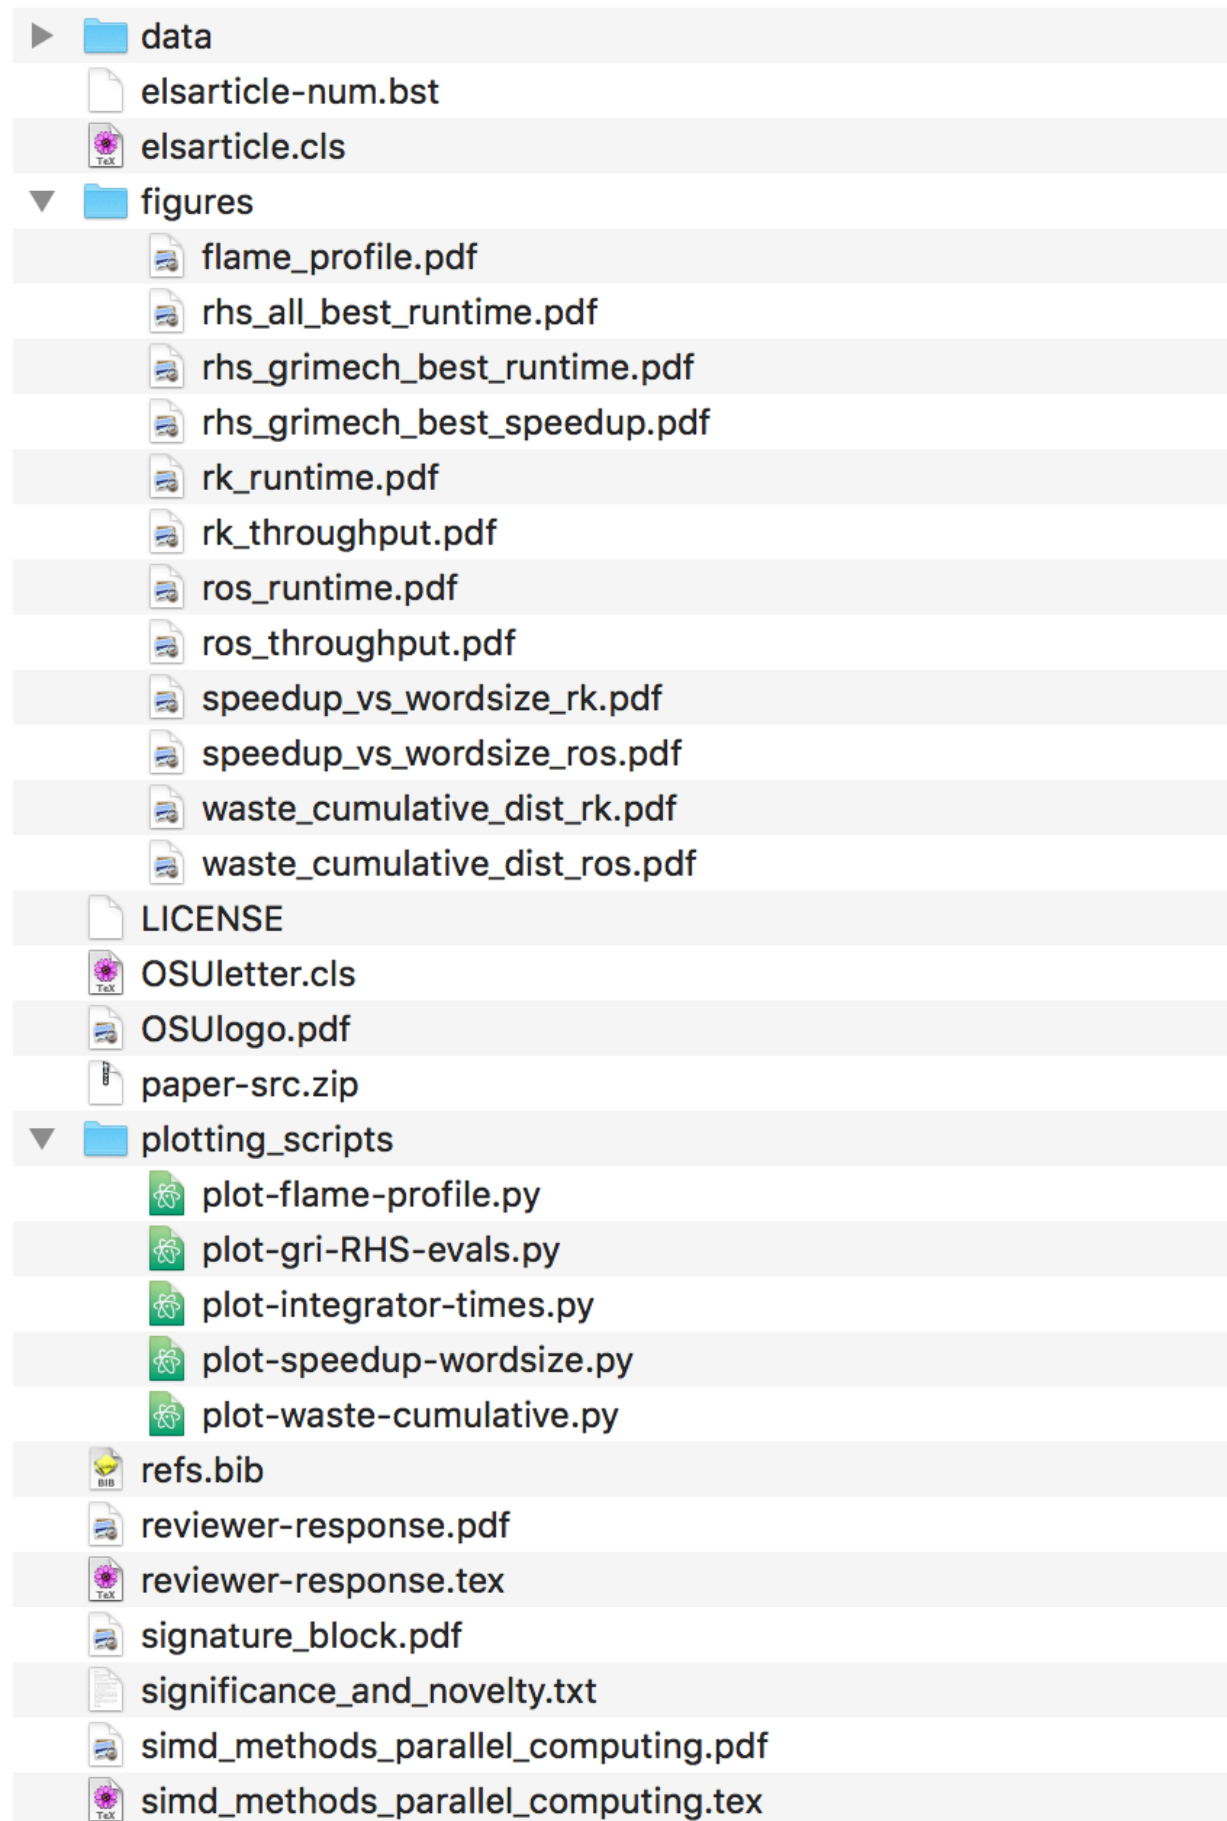 data
elsarticle-num.bst
elsarticle.cls
figures
flame_profile.pdf
rhs_all_best_runtime.pdf
rhs_grimech_best_runtime.pdf
rhs_grimech_best_speedup.pdf
rk_runtime.pdf
rk_throughput.pdf
ros_runtime.pdf
ros_throughput.pdf
speedup_vs_wordsize_rk.pdf
speedup_vs_wordsize_ros.pdf
waste_cumulative_dist_rk.pdf
waste_cumulative_dist_ros.pdf
LICENSE
OSUletter.cls
OSUlogo.pdf
paper-src.zip
plotting_scripts
plot-flame-profile.py
plot-gri-RHS-evals.py
plot-integrator-times.py
plot-speedup-wordsize.py
plot-waste-cumulative.py
refs.bib
reviewer-response.pdf
reviewer-response.tex
signature_block.pdf
significance_and_novelty.txt
simd_methods_parallel_computing.pdf
simd_methods_parallel_computing.tex